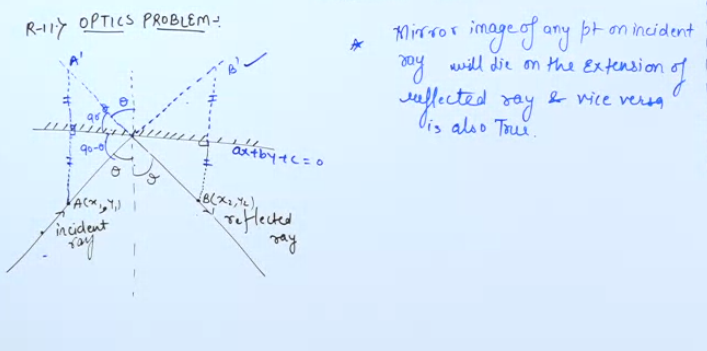 R-11:→ OPTICS PROBLEM:-
* Mirror image of any pt on incident
ray will lie on the extension of
reflected ray & vice versa
is also True.
A'
B'
θ
90-θ
ax+by+c=0
θ
θ
A(x₁,y₁)
B(x₂,y₂)
incident
ray
reflected
ray